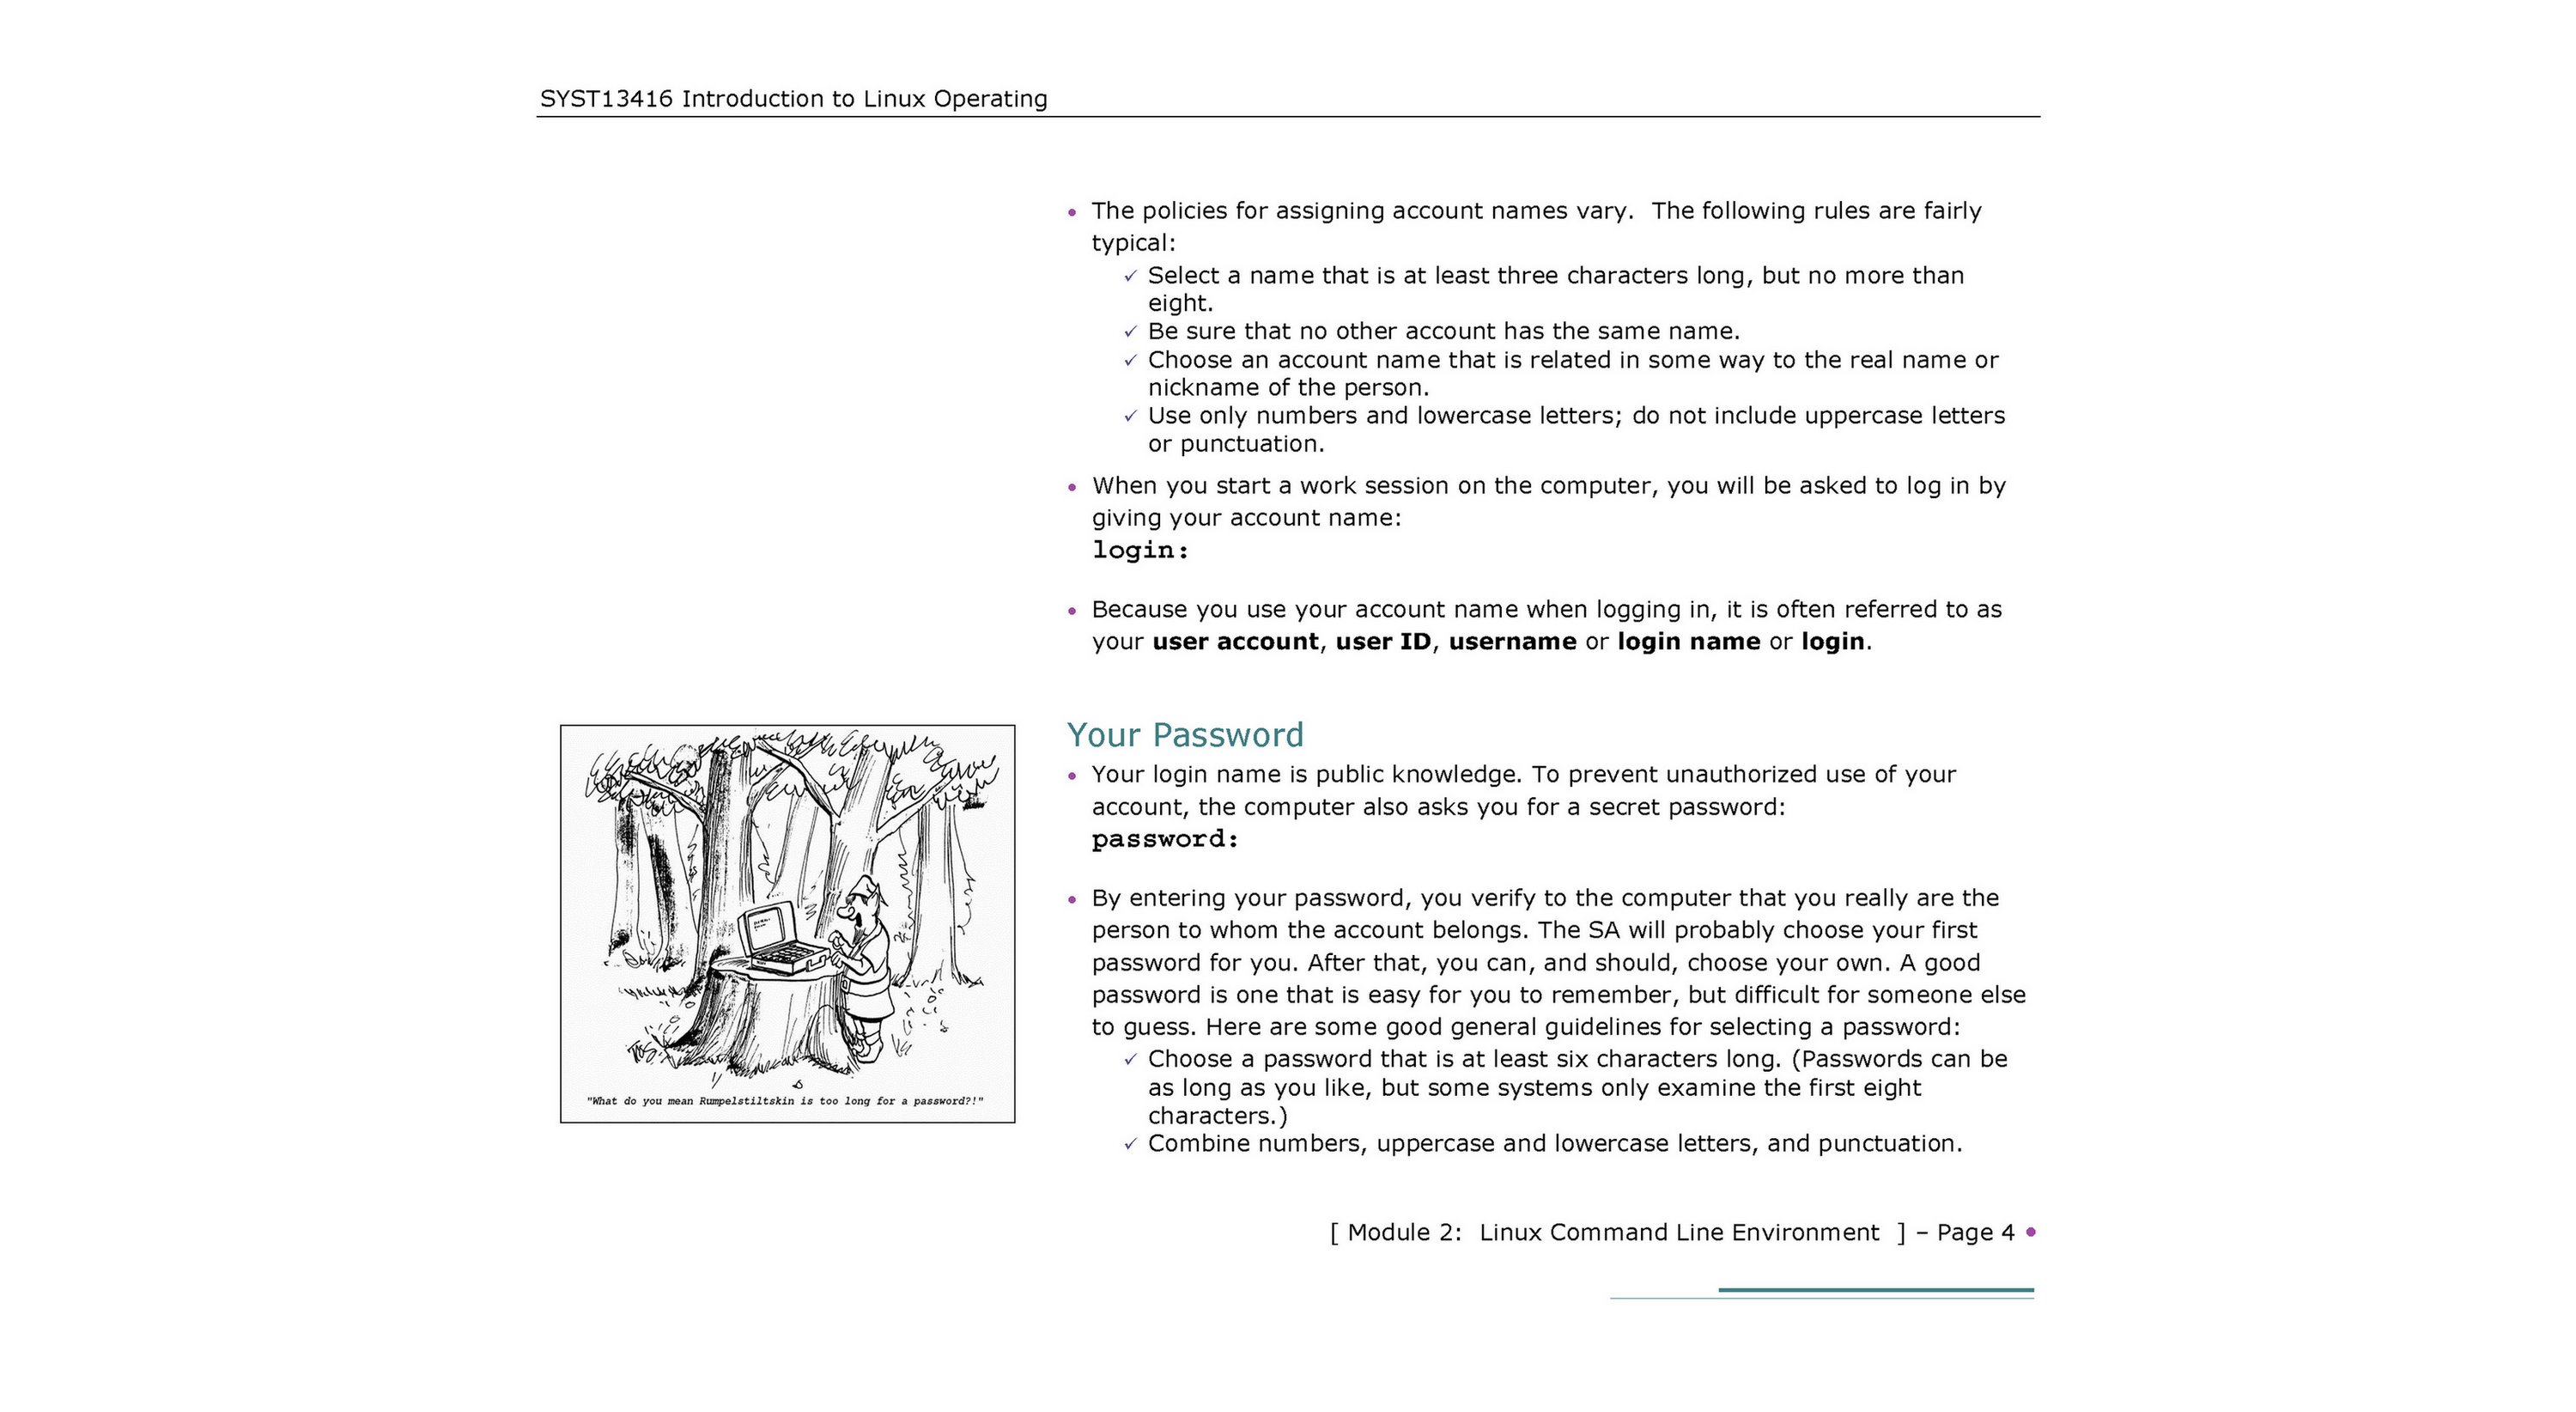 SYST13416 Introduction to Linux Operating
• The policies for assigning account names vary.  The following rules are fairly
typical:
✓ Select a name that is at least three characters long, but no more than
eight.
✓ Be sure that no other account has the same name.
✓ Choose an account name that is related in some way to the real name or
nickname of the person.
✓ Use only numbers and lowercase letters; do not include uppercase letters
or punctuation.
• When you start a work session on the computer, you will be asked to log in by
giving your account name:
login:
• Because you use your account name when logging in, it is often referred to as
your user account, user ID, username or login name or login.
Your Password
• Your login name is public knowledge. To prevent unauthorized use of your
account, the computer also asks you for a secret password:
password:
• By entering your password, you verify to the computer that you really are the
person to whom the account belongs. The SA will probably choose your first
password for you. After that, you can, and should, choose your own. A good
password is one that is easy for you to remember, but difficult for someone else
to guess. Here are some good general guidelines for selecting a password:
✓ Choose a password that is at least six characters long. (Passwords can be
as long as you like, but some systems only examine the first eight
characters.)
✓ Combine numbers, uppercase and lowercase letters, and punctuation.
"What do you mean Rumpelstiltskin is too long for a password?!"
[ Module 2:  Linux Command Line Environment  ] – Page 4 •